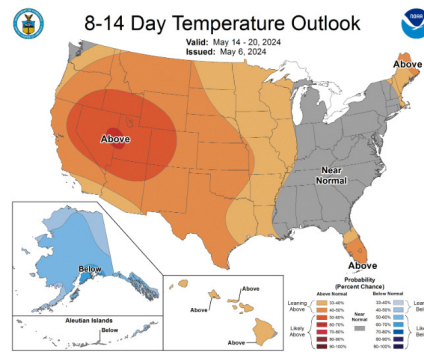 8-14 Day Temperature Outlook
Valid: May 14 - 20, 2024
Issued: May 6, 2024
NOAA
Above
Above
Near
Normal
Above
Below
Aleutian Islands
Below
Above
Above
Above
Probability
(Percent Chance)
Above Normal
Below Normal
Leaning
Above
33-40%
40-50%
50-60%
Likely
Above
60-70%
70-80%
80-90%
90-100%
Near
Normal
33-40%
40-50%
50-60%
60-70%
70-80%
80-90%
90-100%
Leaning
Likely